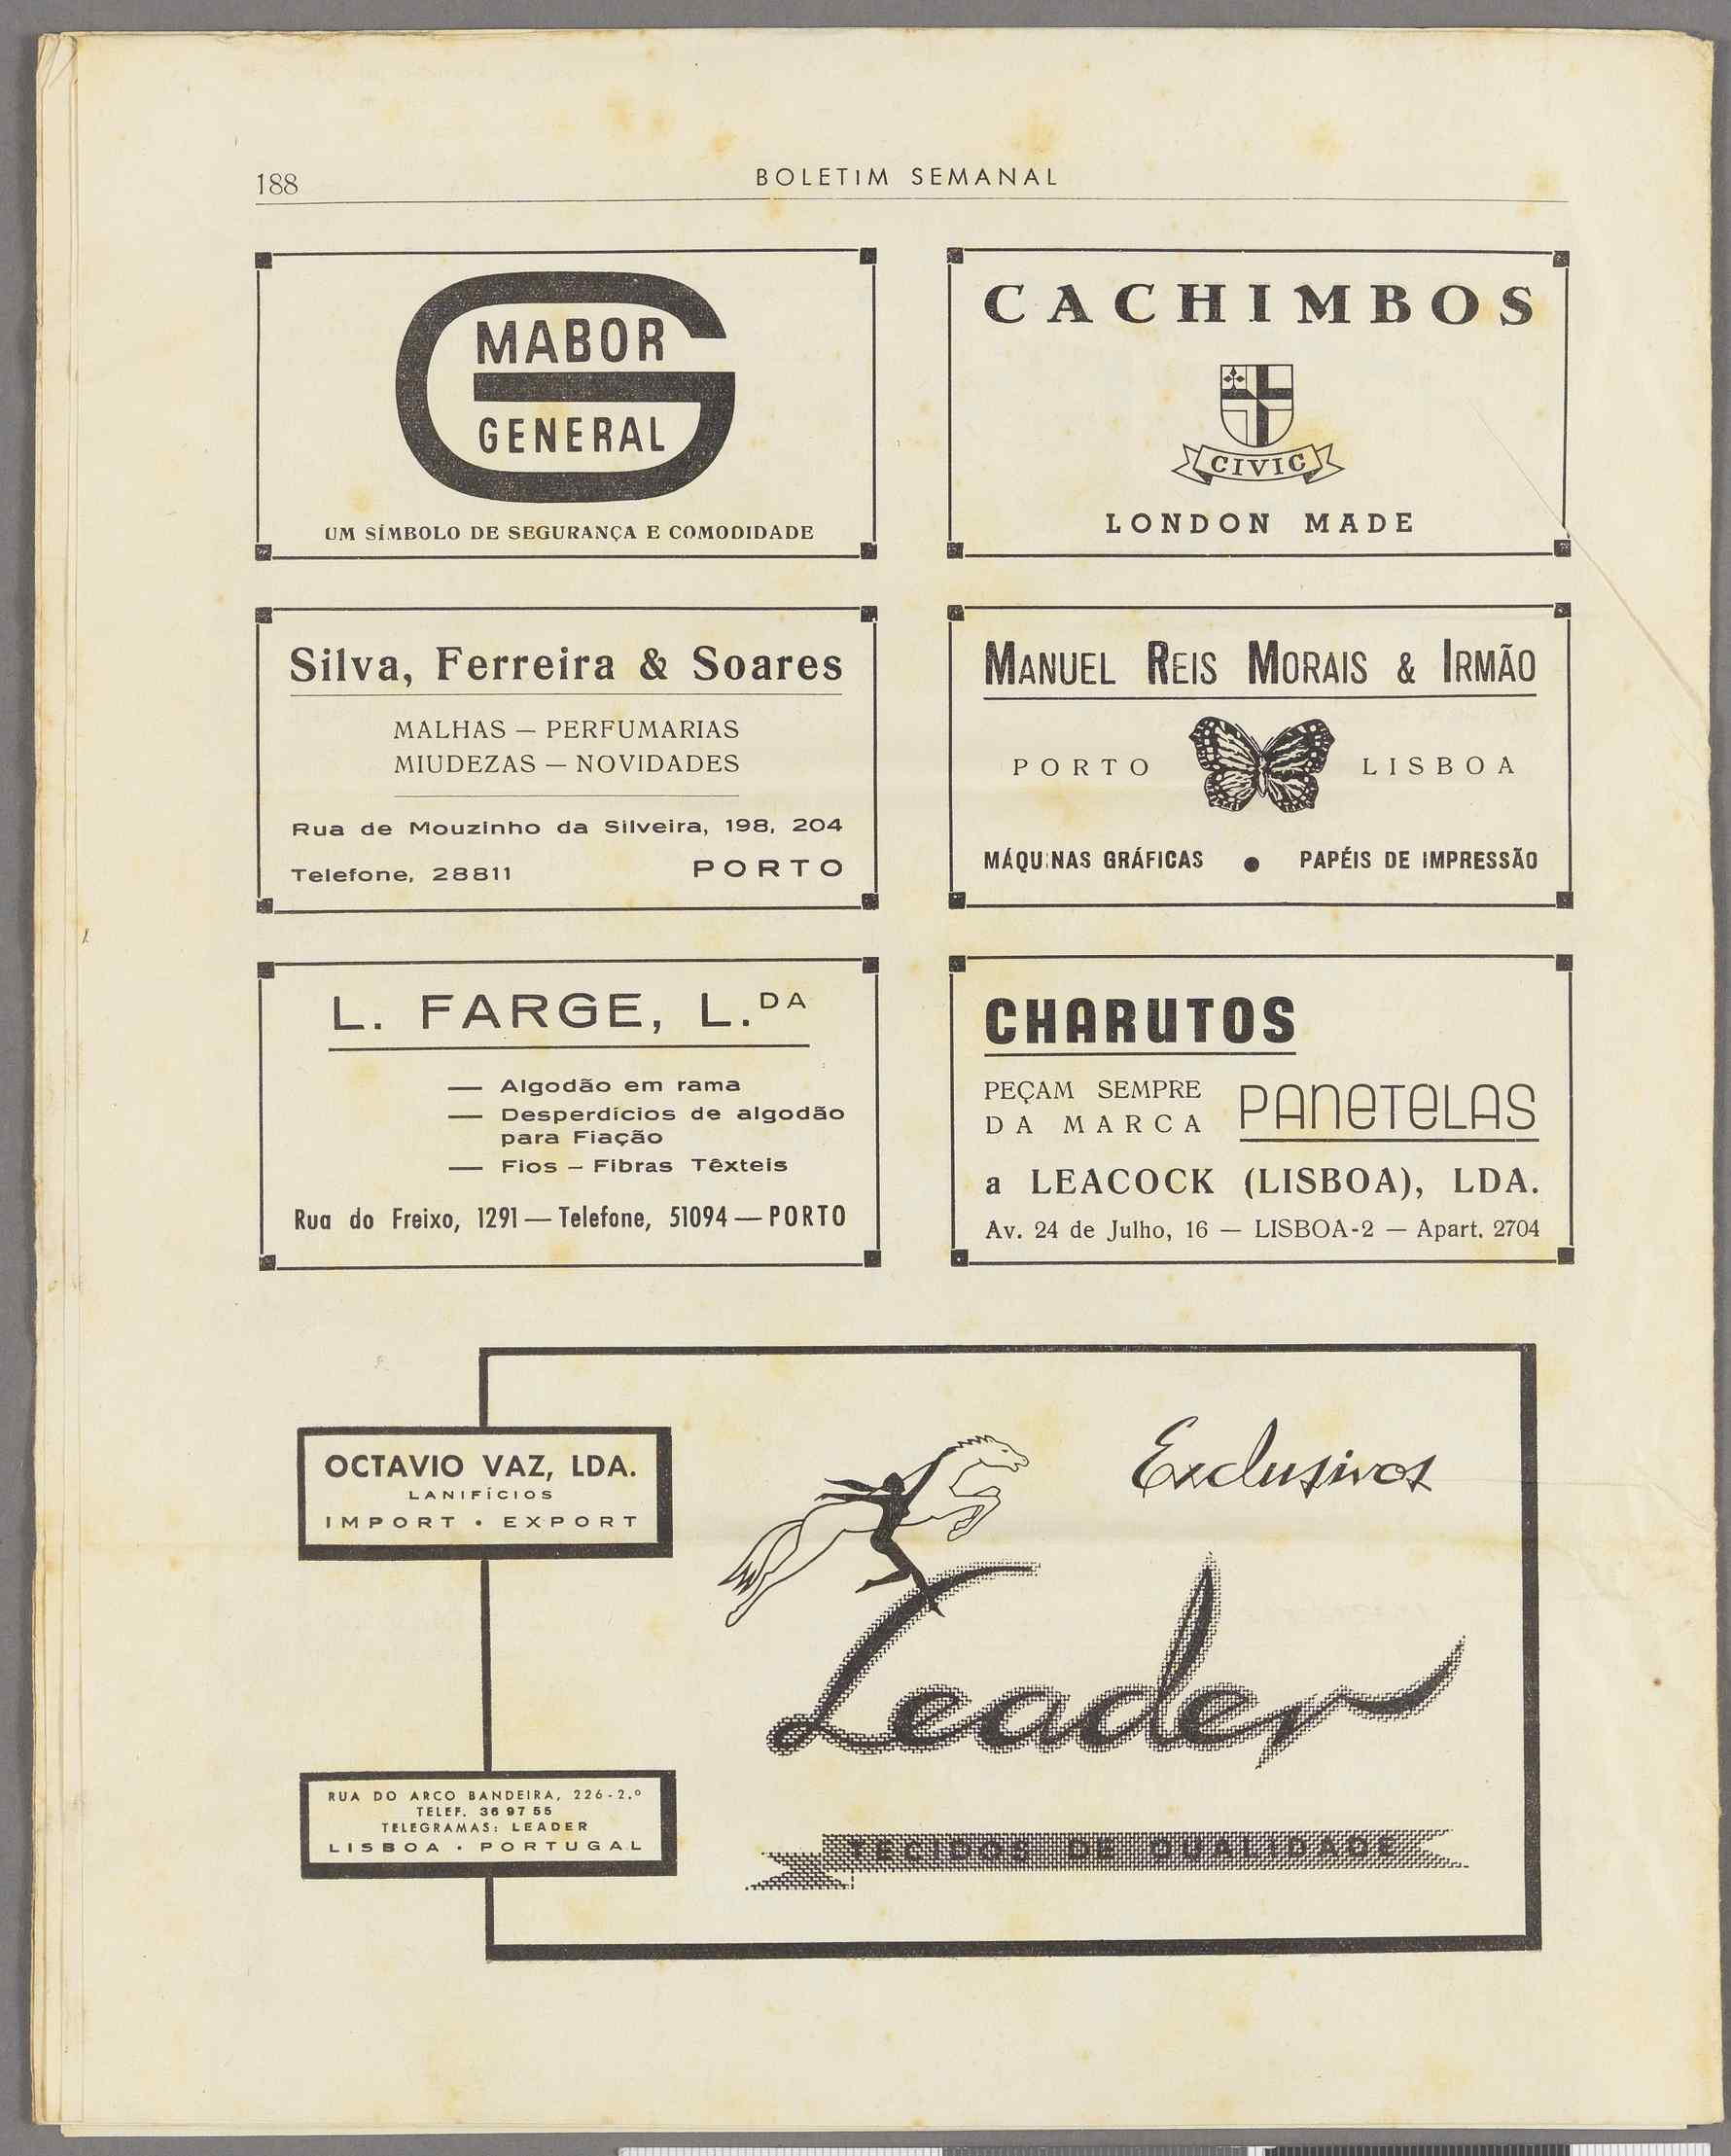 188
BOLETIM SEMANAL
MABOR
GENERAL
UM SÍMBOLO DE SEGURANÇA E COMODIDADE
CACHIMBOS
CIVIC
LONDON MADE
Silva, Ferreira & Soares
MALHAS — PERFUMARIAS
MIUDEZAS — NOVIDADES
Rua de Mouzinho da Silveira, 198, 204
Telefone, 28811 PORTO
MANUEL REIS MORAIS & IRMÃO
PORTO LISBOA
MÁQUINAS GRÁFICAS ● PAPÉIS DE IMPRESSÃO
L. FARGE, L.DA
— Algodão em rama
— Desperdícios de algodão
para Fiação
— Fios – Fibras Têxteis
Rua do Freixo, 1291 — Telefone, 51094 — PORTO
CHARUTOS
PEÇAM SEMPRE
DA MARCA PANETELAS
a LEACOCK (LISBOA), LDA.
Av. 24 de Julho, 16 — LISBOA-2 — Apart. 2704
OCTAVIO VAZ, LDA.
LANIFÍCIOS
IMPORT • EXPORT
Exclusivos
Leader
TECIDOS DE QUALIDADE
RUA DO ARCO BANDEIRA, 226-2.º
TELEF. 36 97 55
TELEGRAMAS: LEADER
LISBOA • PORTUGAL